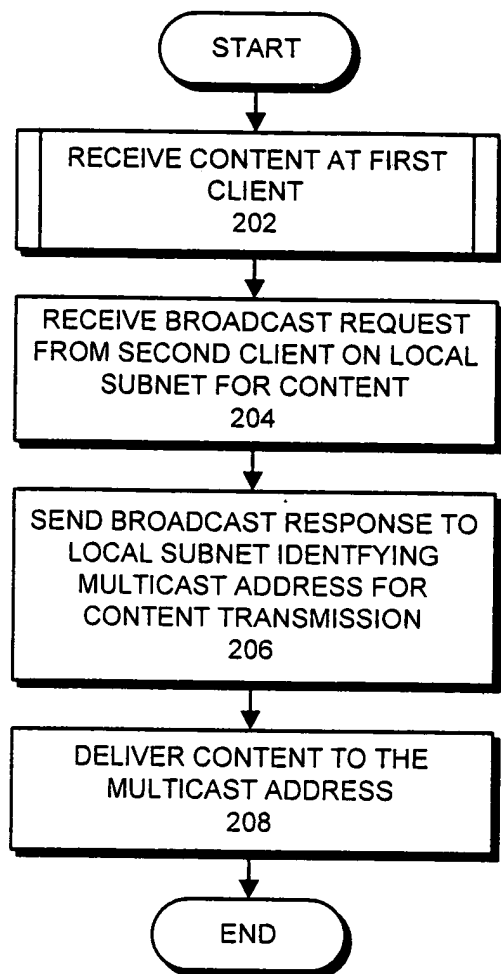 START
RECEIVE CONTENT AT FIRST
CLIENT
202
RECEIVE BROADCAST REQUEST
FROM SECOND CLIENT ON LOCAL
SUBNET FOR CONTENT
204
SEND BROADCAST RESPONSE TO
LOCAL SUBNET IDENTFYING
MULTICAST ADDRESS FOR
CONTENT TRANSMISSION
206
DELIVER CONTENT TO THE
MULTICAST ADDRESS
208
END